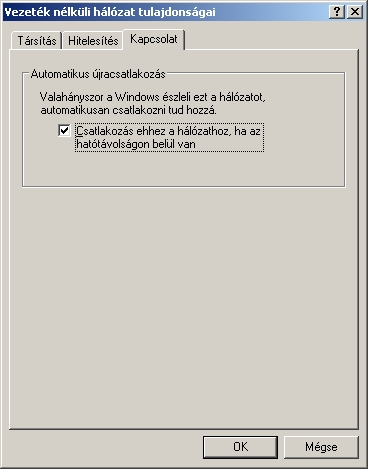 Vezeték nélküli hálózat tulajdonságai
Társítás
Hitelesítés
Kapcsolat
Automatikus újracsatlakozás
Valahányszor a Windows észleli ezt a hálózatot,
automatikusan csatlakozni tud hozzá.
Csatlakozás ehhez a hálózathoz, ha az
hatótávolságon belül van
OK
Mégse